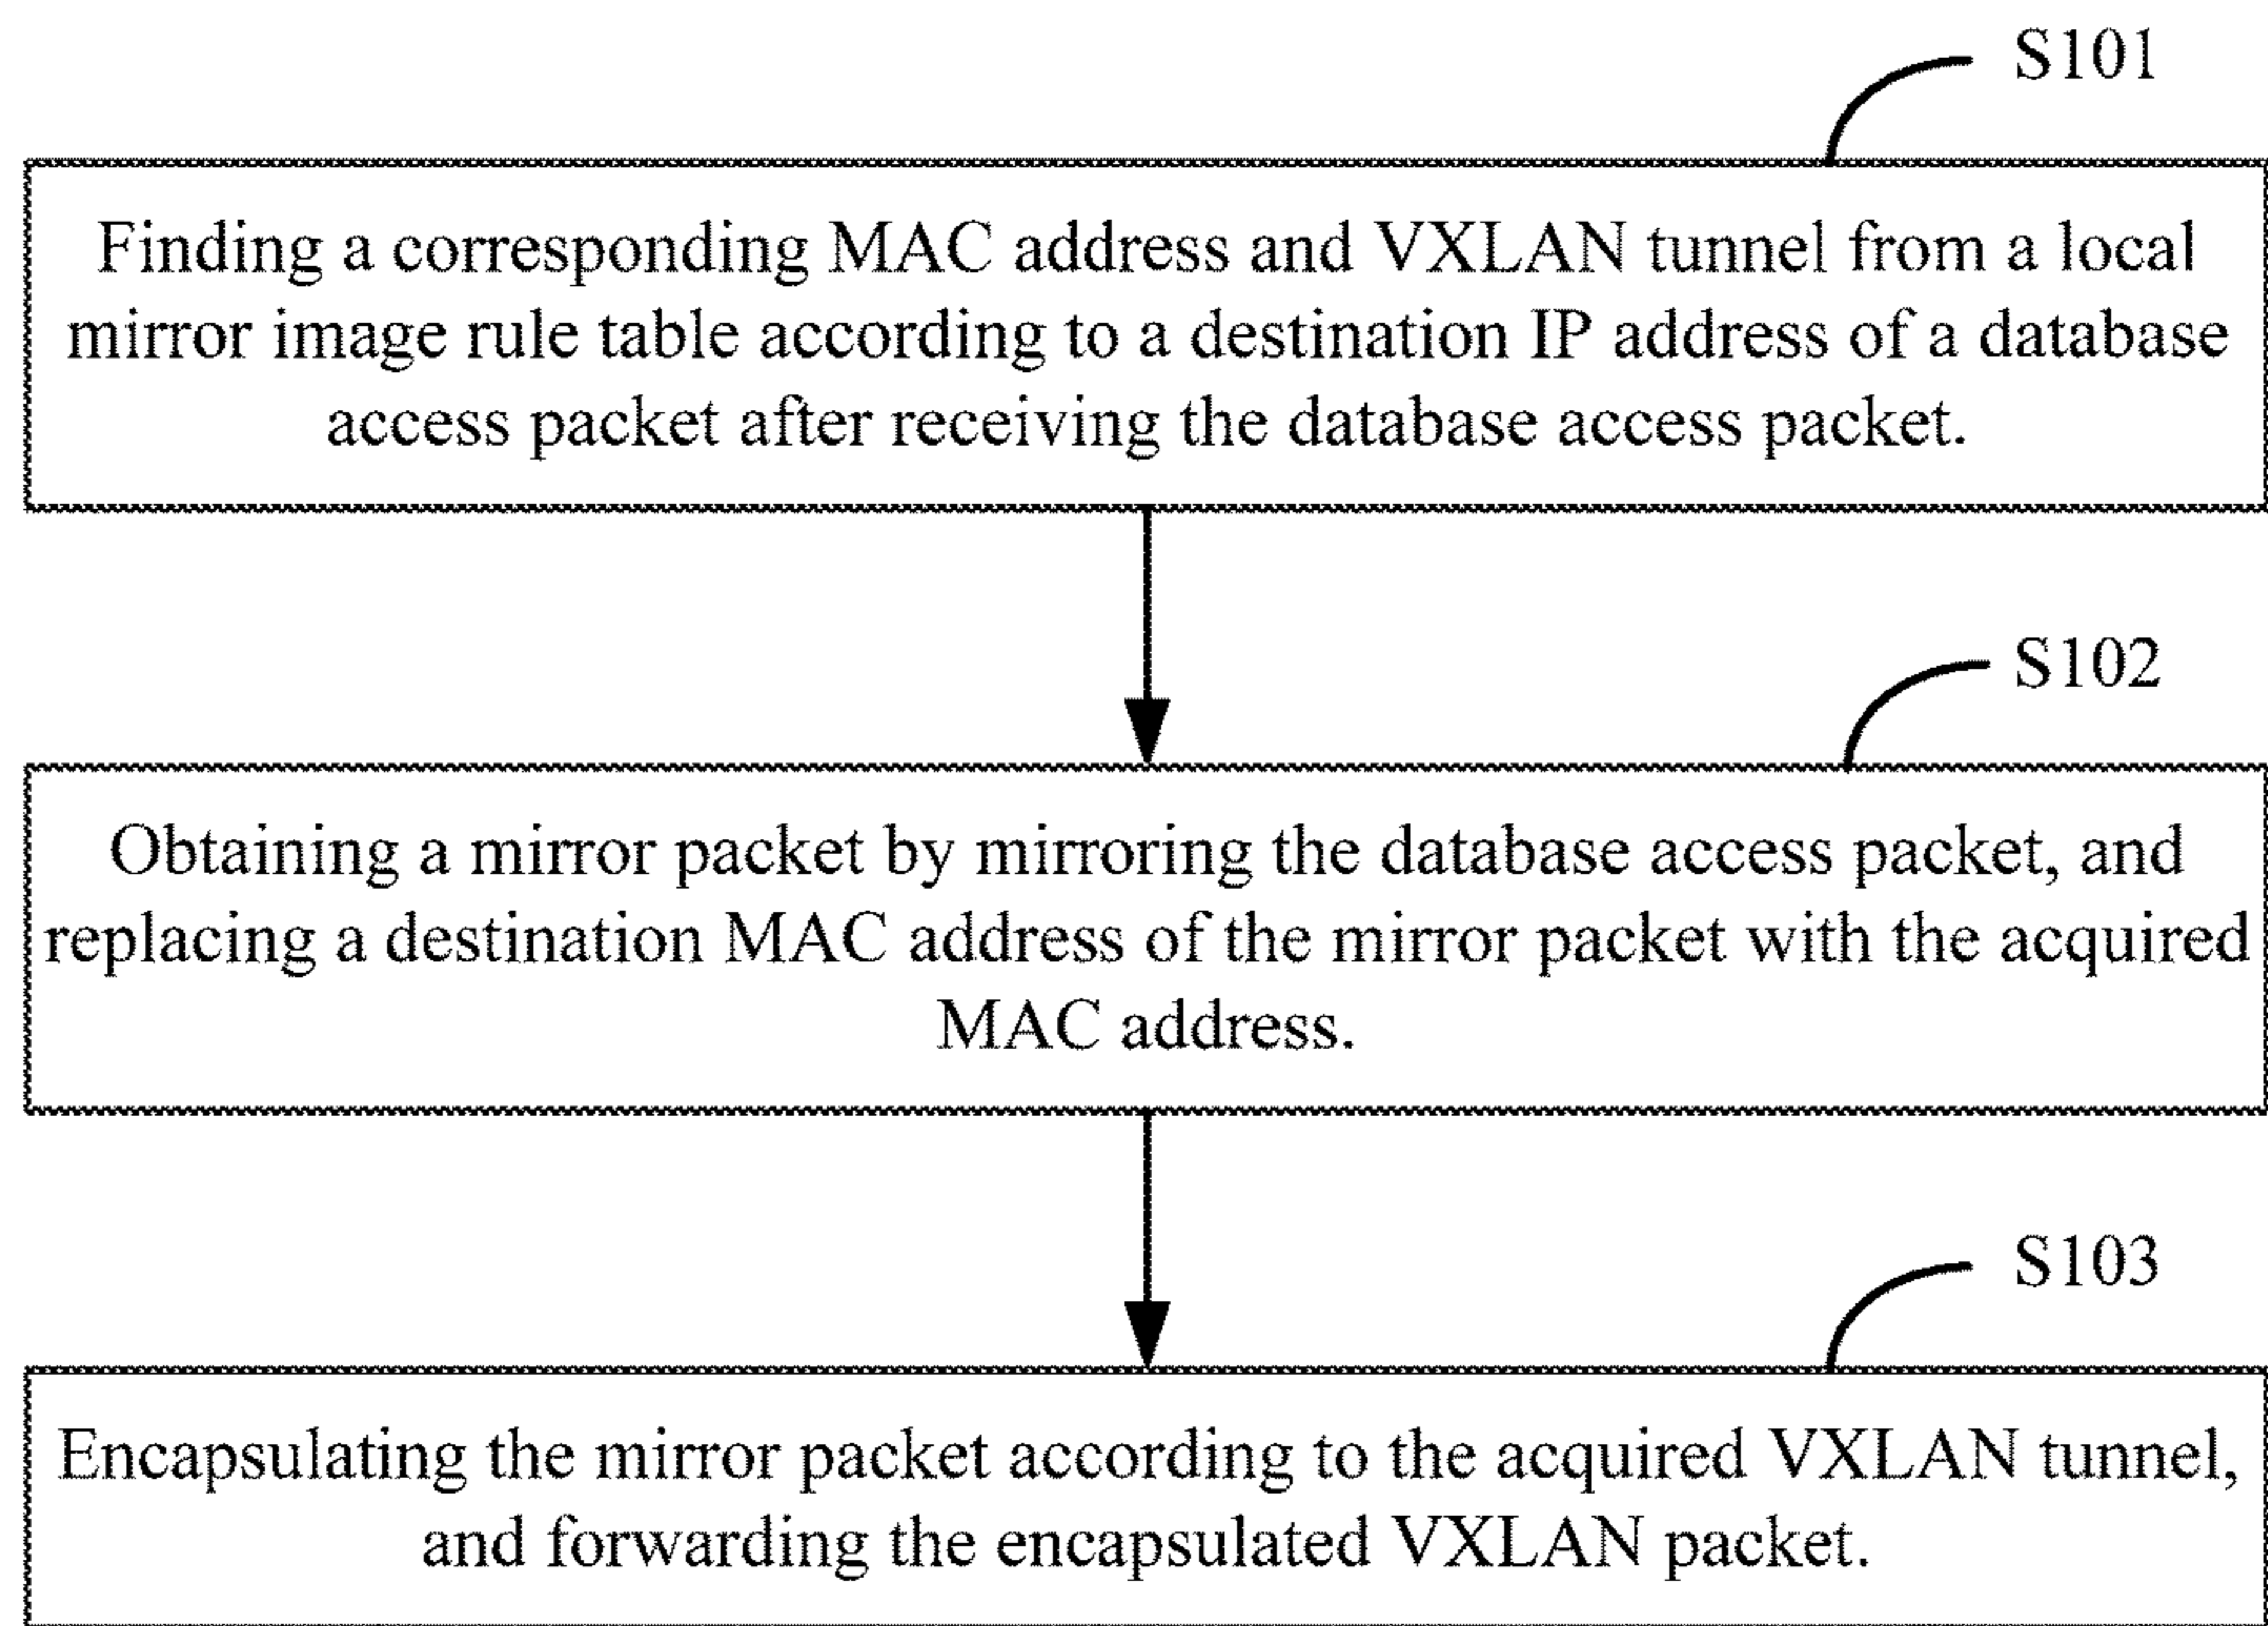 S101
Finding a corresponding MAC address and VXLAN tunnel from a local
mirror image rule table according to a destination IP address of a database
access packet after receiving the database access packet.
S102
Obtaining a mirror packet by mirroring the database access packet, and
replacing a destination MAC address of the mirror packet with the acquired
MAC address.
S103
Encapsulating the mirror packet according to the acquired VXLAN tunnel,
and forwarding the encapsulated VXLAN packet.